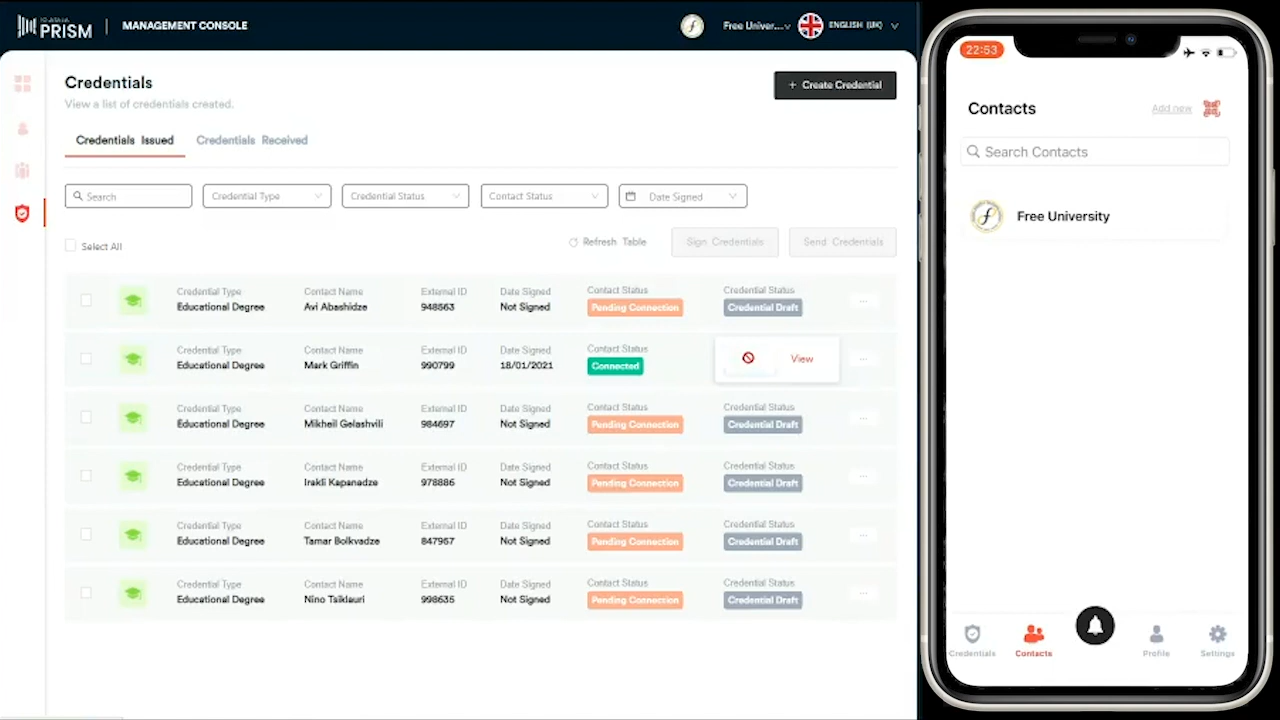 PRISM
MANAGEMENT CONSOLE
Free Univer...
ENGLISH (UK)
Credentials
View a list of credentials created.
+ Create Credential
Credentials Issued
Credentials Received
Search
Credential Type
Credential Status
Contact Status
Date Signed
Select All
Refresh Table
Sign Credentials
Send Credentials
Credential Type Contact Name External ID Date Signed Contact Status Credential Status
Educational Degree Avi Abashidze 948563 Not Signed Pending Connection Credential Draft ...
Credential Type Contact Name External ID Date Signed Contact Status
Educational Degree Mark Griffin 990799 18/01/2021 Connected View ...
Credential Type Contact Name External ID Date Signed Contact Status Credential Status
Educational Degree Mikheil Gelashvili 984697 Not Signed Pending Connection Credential Draft ...
Credential Type Contact Name External ID Date Signed Contact Status Credential Status
Educational Degree Irakli Kapanadze 978886 Not Signed Pending Connection Credential Draft ...
Credential Type Contact Name External ID Date Signed Contact Status Credential Status
Educational Degree Tamar Bolkvadze 847967 Not Signed Pending Connection Credential Draft ...
Credential Type Contact Name External ID Date Signed Contact Status Credential Status
Educational Degree Nino Tsiklauri 998635 Not Signed Pending Connection Credential Draft ...
22:53
Contacts
Add new
Search Contacts
Free University
Credentials
Contacts
Profile
Settings